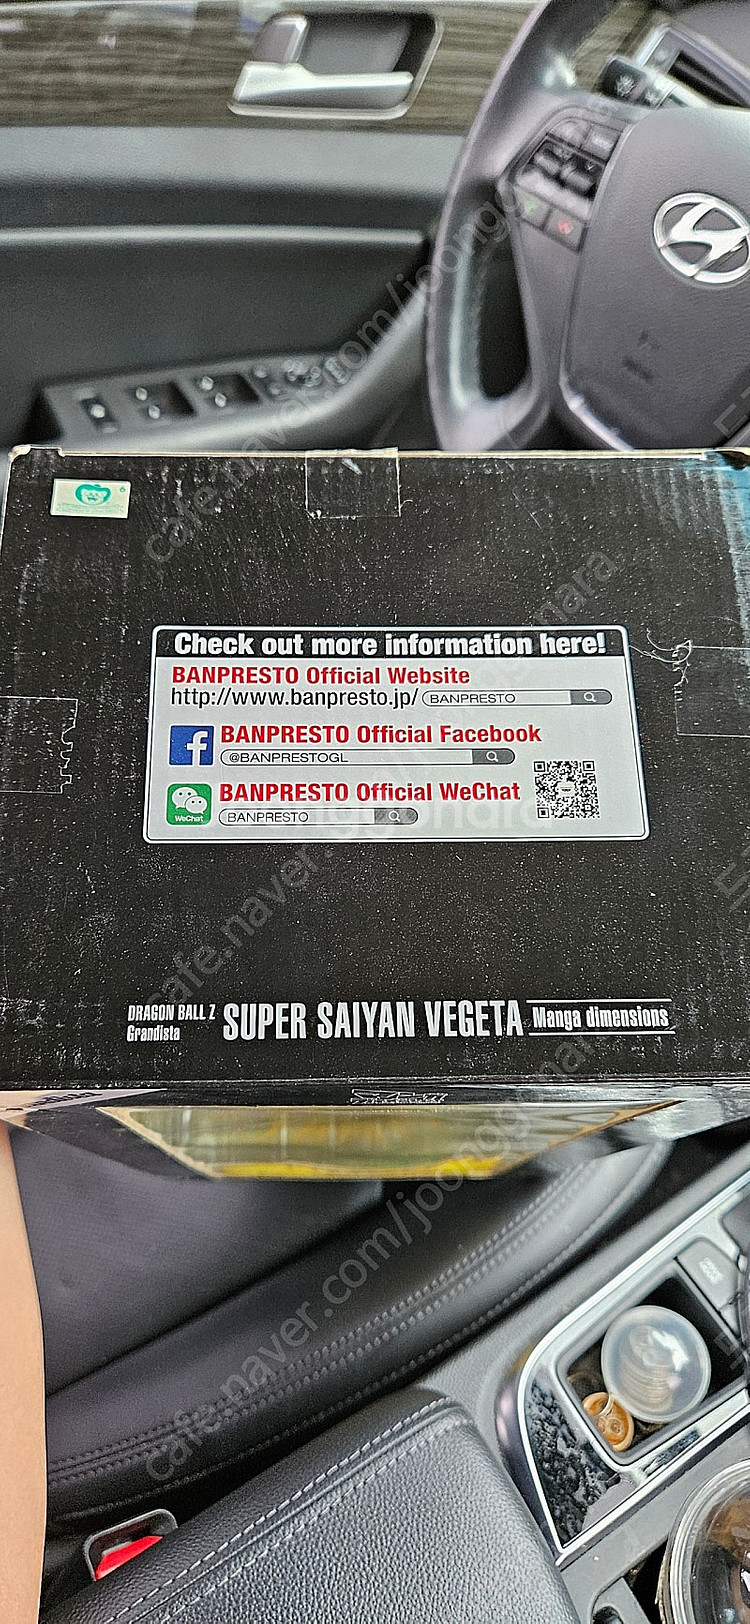 Check out more information here!
BANPRESTO Official Website
http://www.banpresto.jp/ BANPRESTO
BANPRESTO Official Facebook
@BANPRESTOGL
BANPRESTO Official WeChat
WeChat
BANPRESTO
DRAGON BALL Z
Grandista
SUPER SAIYAN VEGETA
Manga dimensions
cafe.naver.com/joonggonara
cafe.naver.com/joonggonara
cafe.naver.com/joonggonara